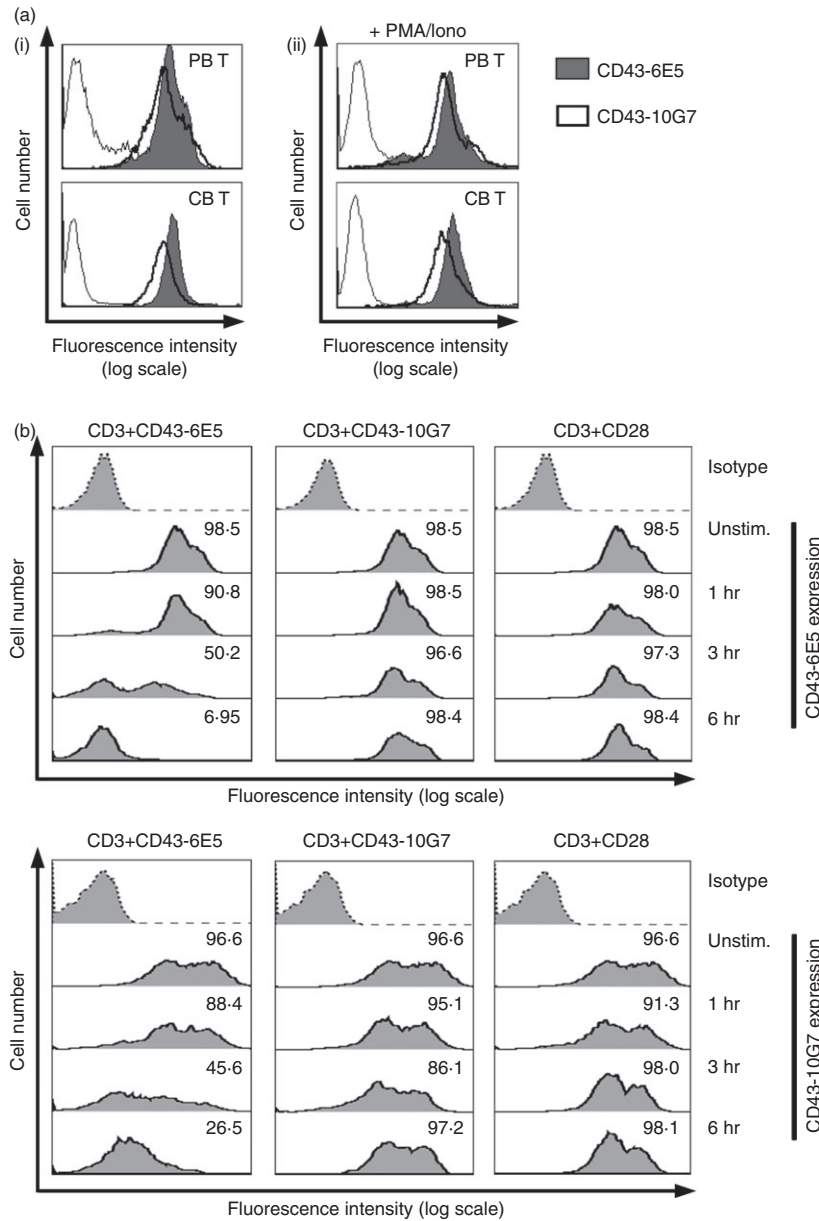 (a)
(i)
PB T
CB T
Cell number
Cell number
Fluorescence intensity
(log scale)
(ii)
+ PMA/Iono
PB T
CB T
Cell number
Cell number
Fluorescence intensity
(log scale)
CD43-6E5
CD43-10G7
(b)
CD3+CD43-6E5
CD3+CD43-10G7
CD3+CD28
Isotype
98·5
98·5
98·5
Unstim.
90·8
98·5
98·0
1 hr
50·2
96·6
97·3
3 hr
6·95
98·4
98·4
6 hr
Cell number
CD43-6E5 expression
Fluorescence intensity (log scale)
CD3+CD43-6E5
CD3+CD43-10G7
CD3+CD28
Isotype
96·6
96·6
96·6
Unstim.
88·4
95·1
91·3
1 hr
45·6
86·1
98·0
3 hr
26·5
97·2
98·1
6 hr
Cell number
CD43-10G7 expression
Fluorescence intensity (log scale)